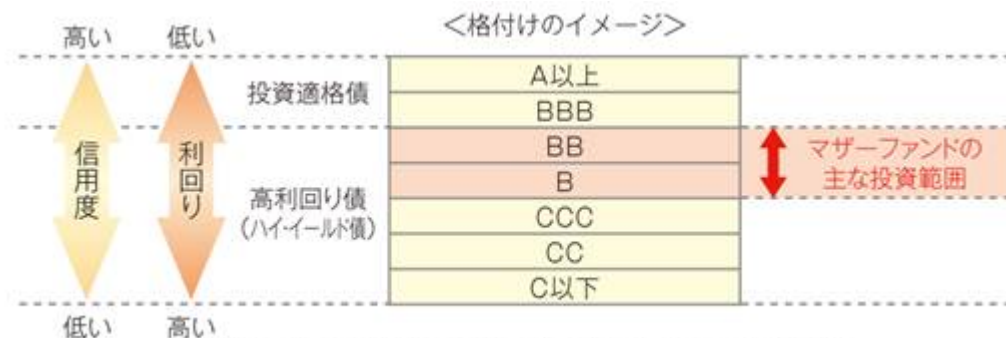 <格付けのイメージ>
高い 低い
信用度
利回り
低い 高い
投資適格債
高利回り債
(ハイ・イールド債)
A以上
BBB
BB
B
CCC
CC
C以下
マザーファンドの
主な投資範囲